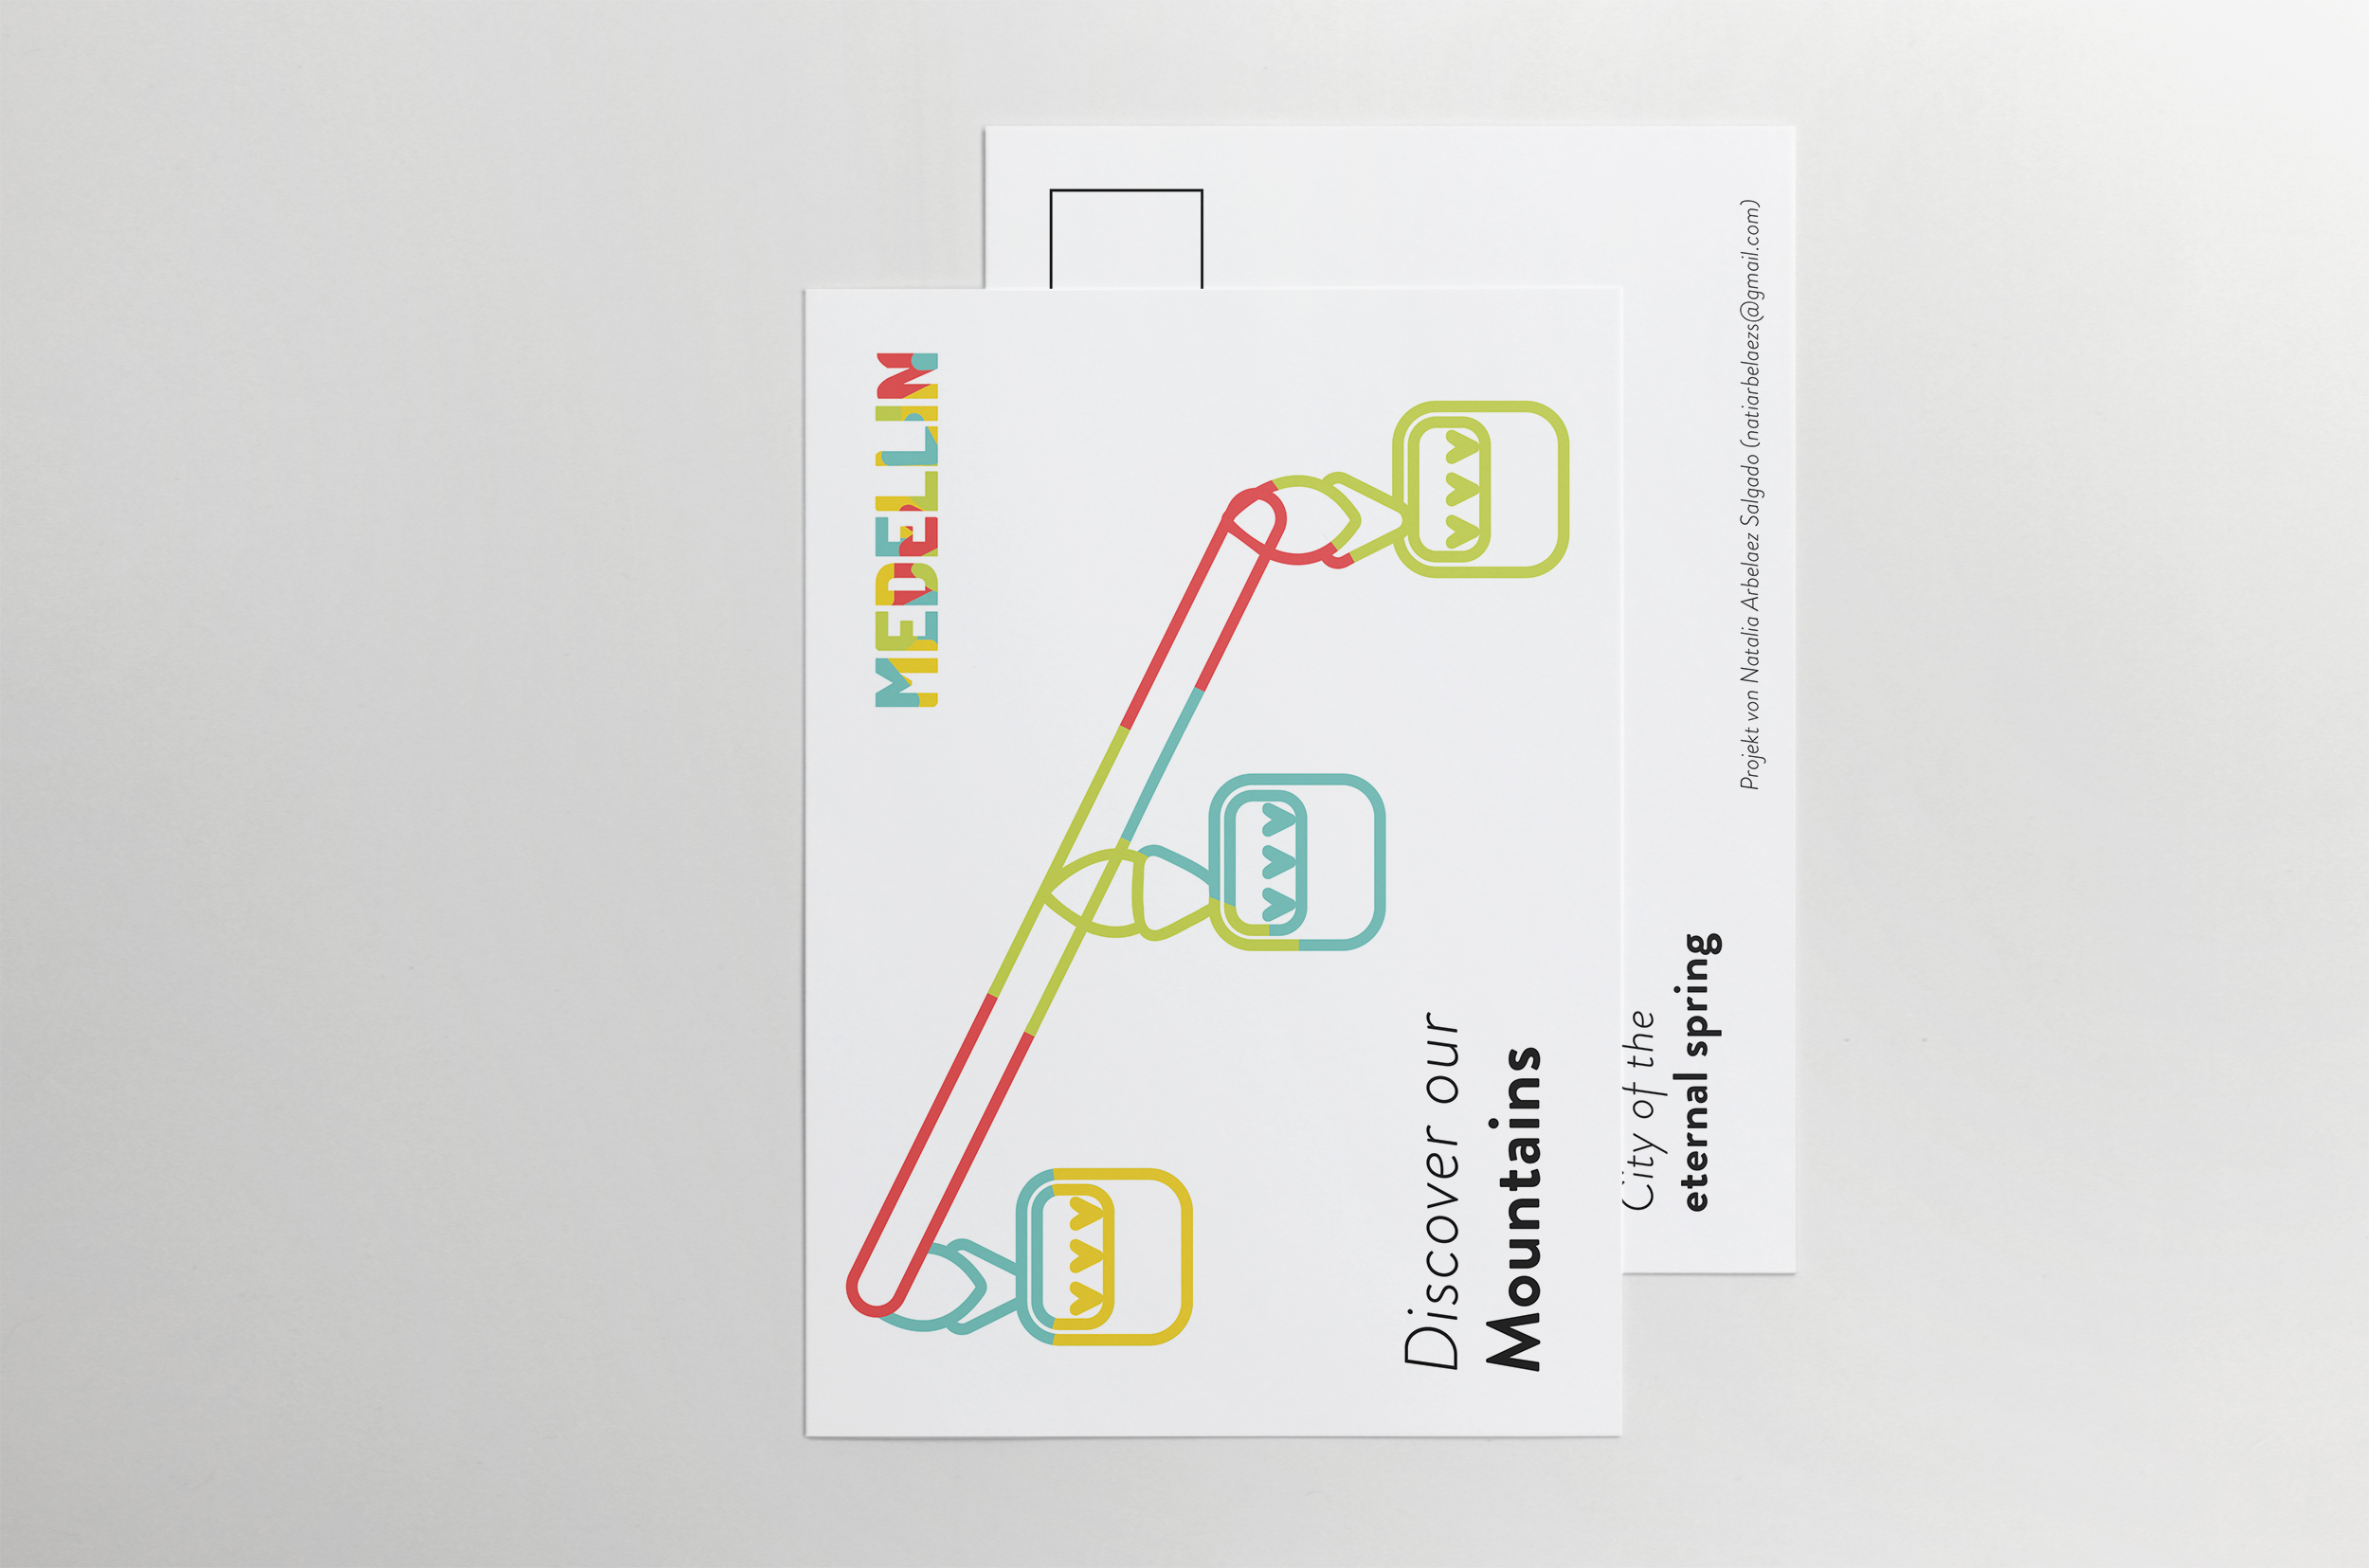 MEDELLIN
Discover our
Mountains
City of the
eternal spring
Projekt von Natalia Arbelaez Salgado (natiarbelaezs@gmail.com)